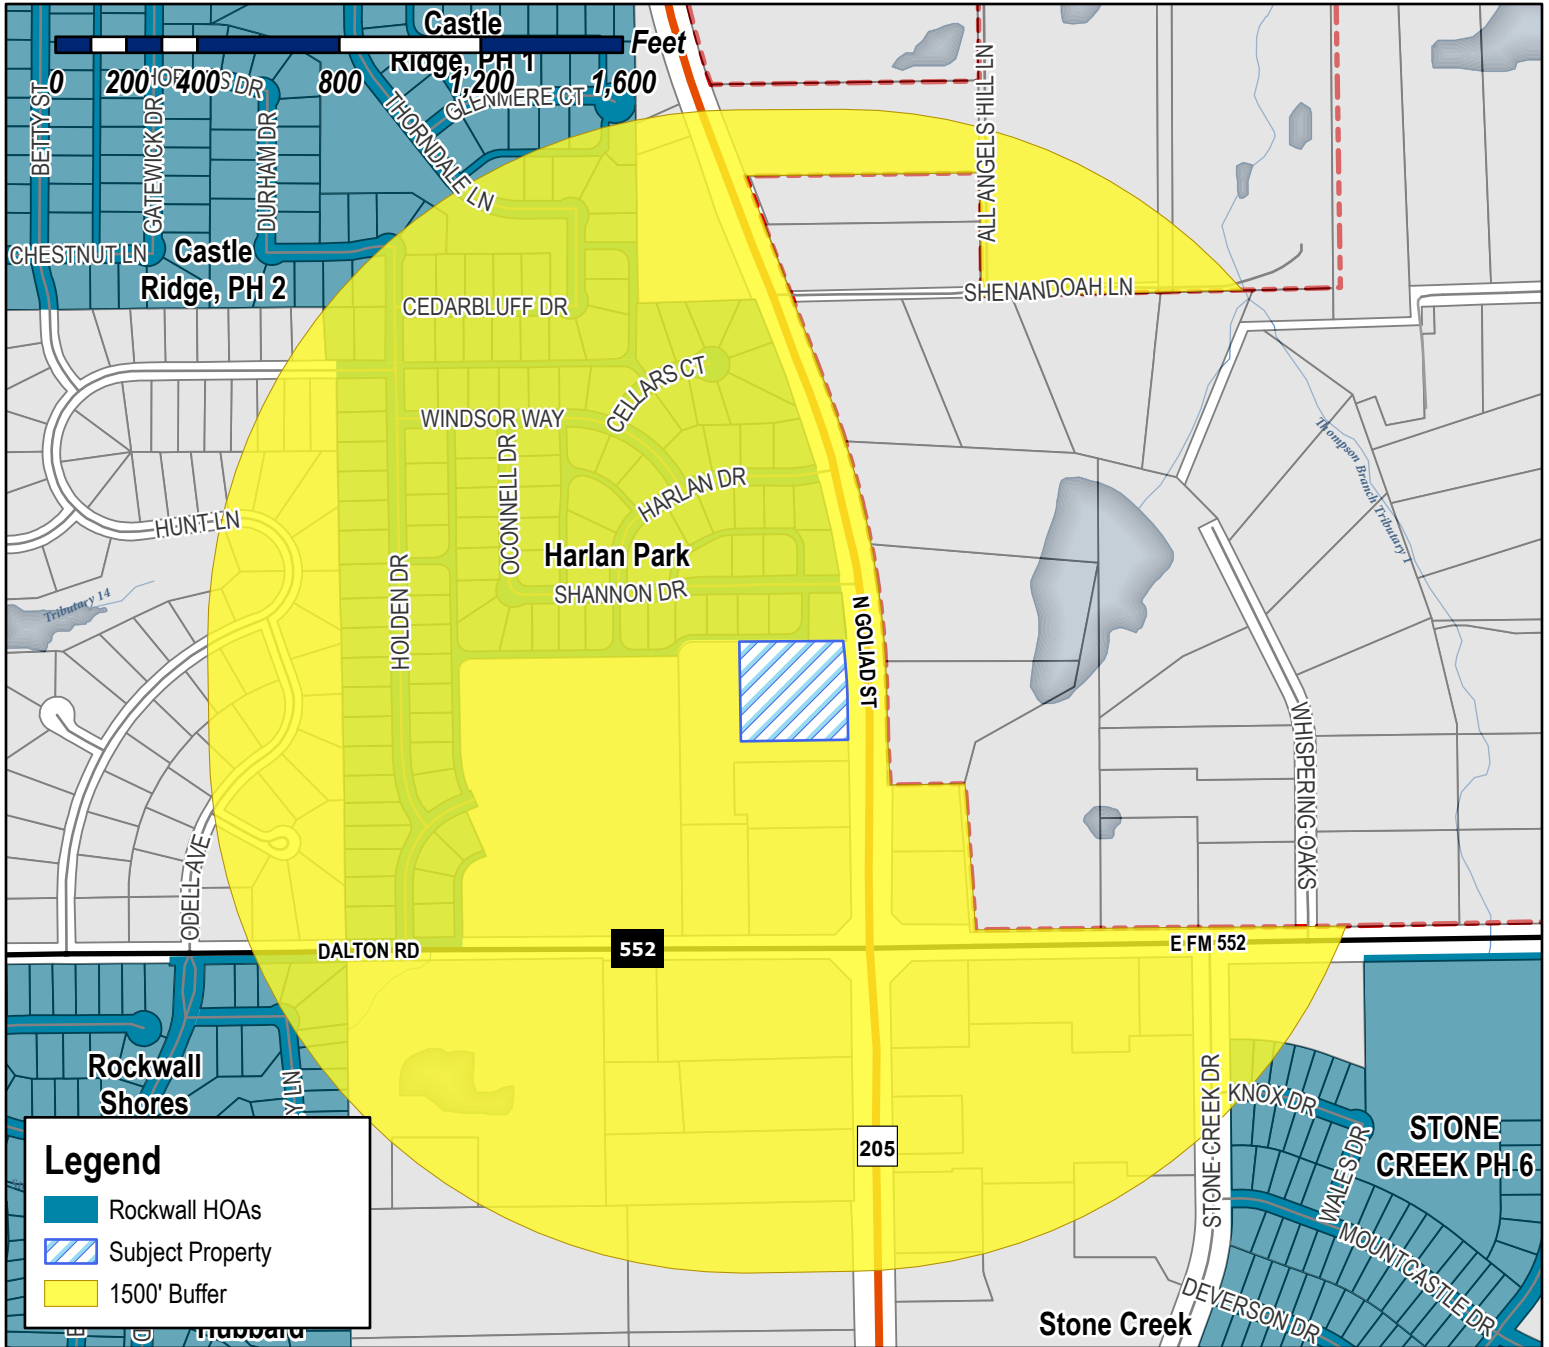 Castle
Ridge, PH 1
Feet
0 200 400 800 1,200 1,600
GLENMERE CT
BETTY ST
GATEWICK DR
DURHAM DR
THORNDALE LN
ALL ANGELS HILL LN
CHESTNUT LN
Castle
Ridge, PH 2
CEDARBLUFF DR
SHENANDOAH LN
CELLARS CT
WINDSOR WAY
OCONNELL DR
HARLAN DR
HUNT LN
Harlan Park
SHANNON DR
HOLDEN DR
N GOLIAD ST
Thompson Branch Tributary 1
Tributary 14
WHISPERING OAKS
ODELL AVE
DALTON RD
552
E FM 552
Rockwall
Shores
Y LN
STONE CREEK DR
KNOX DR
WALES DR
STONE
CREEK PH 6
205
MOUNTCASTLE DR
DEVERSON DR
Stone Creek
Legend
Rockwall HOAs
Subject Property
1500' Buffer
Hubbard